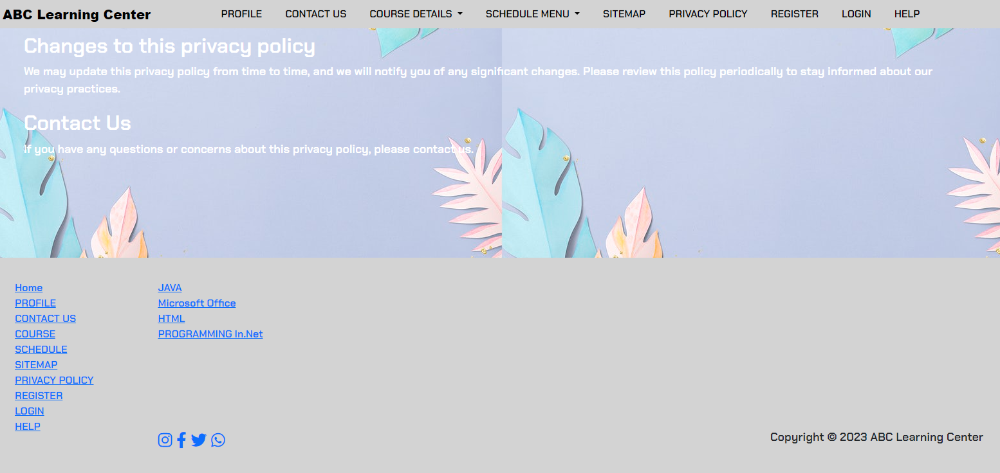 ABC Learning Center
PROFILE
CONTACT US
COURSE DETAILS
SCHEDULE MENU
SITEMAP
PRIVACY POLICY
REGISTER
LOGIN
HELP
Changes to this privacy policy
We may update this privacy policy from time to time, and we will notify you of any significant changes. Please review this policy periodically to stay informed about our
privacy practices.
Contact Us
If you have any questions or concerns about this privacy policy, please contact us.
Home
PROFILE
CONTACT US
COURSE
SCHEDULE
SITEMAP
PRIVACY POLICY
REGISTER
LOGIN
HELP
JAVA
Microsoft Office
HTML
PROGRAMMING In.Net
Copyright © 2023 ABC Learning Center